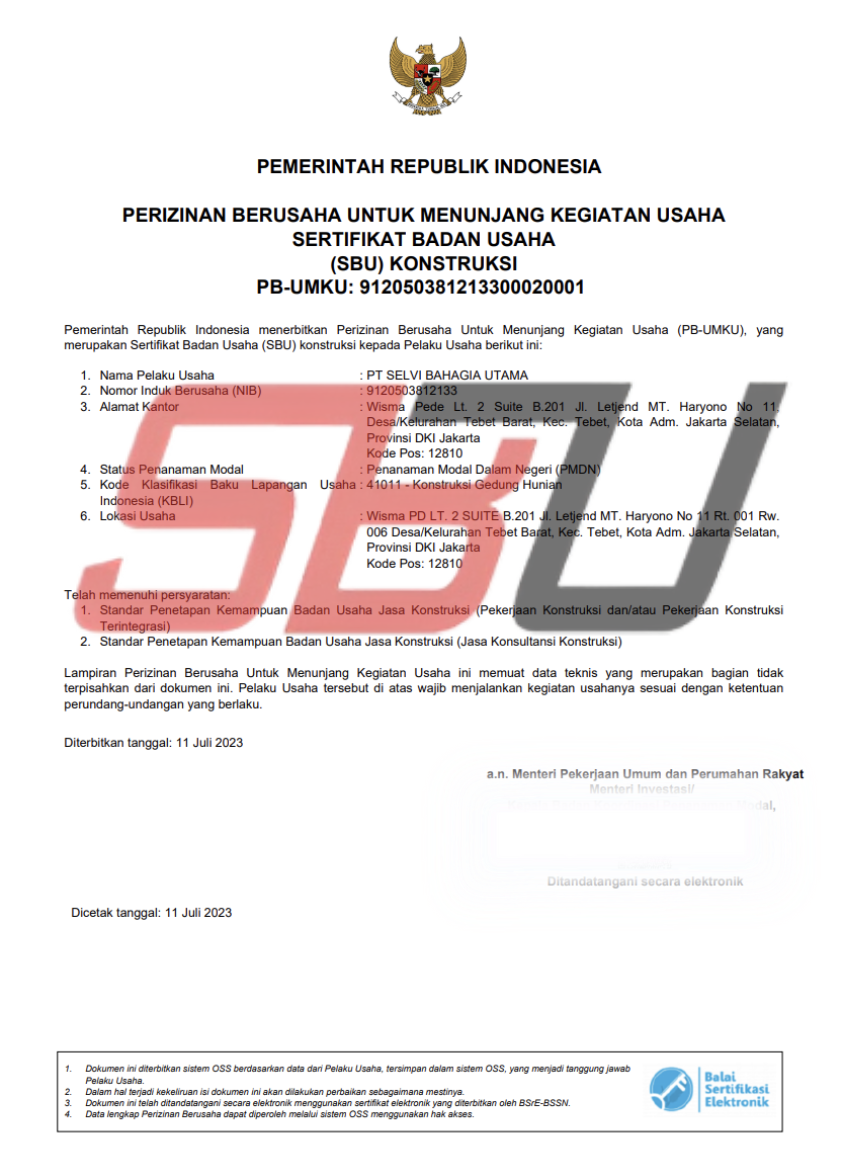 PEMERINTAH REPUBLIK INDONESIA
PERIZINAN BERUSAHA UNTUK MENUNJANG KEGIATAN USAHA
SERTIFIKAT BADAN USAHA
(SBU) KONSTRUKSI
PB-UMKU: 912050381213300020001
Pemerintah Republik Indonesia menerbitkan Perizinan Berusaha Untuk Menunjang Kegiatan Usaha (PB-UMKU), yang
merupakan Sertifikat Badan Usaha (SBU) konstruksi kepada Pelaku Usaha berikut ini:
1. Nama Pelaku Usaha : PT SELVI BAHAGIA UTAMA
2. Nomor Induk Berusaha (NIB) : 9120503812133
3. Alamat Kantor : Wisma Pede Lt. 2 Suite B.201 Jl. Letjend MT. Haryono No 11,
Desa/Kelurahan Tebet Barat, Kec. Tebet, Kota Adm. Jakarta Selatan,
Provinsi DKI Jakarta
Kode Pos: 12810
4. Status Penanaman Modal : Penanaman Modal Dalam Negeri (PMDN)
5. Kode Klasifikasi Baku Lapangan Usaha : 41011 - Konstruksi Gedung Hunian
Indonesia (KBLI)
6. Lokasi Usaha : Wisma PD LT. 2 SUITE B.201 Jl. Letjend MT. Haryono No 11 Rt. 001 Rw.
006 Desa/Kelurahan Tebet Barat, Kec. Tebet, Kota Adm. Jakarta Selatan,
Provinsi DKI Jakarta
Kode Pos: 12810
SBU
Telah memenuhi persyaratan:
1. Standar Penetapan Kemampuan Badan Usaha Jasa Konstruksi (Pekerjaan Konstruksi dan/atau Pekerjaan Konstruksi
Terintegrasi)
2. Standar Penetapan Kemampuan Badan Usaha Jasa Konstruksi (Jasa Konsultansi Konstruksi)
Lampiran Perizinan Berusaha Untuk Menunjang Kegiatan Usaha ini memuat data teknis yang merupakan bagian tidak
terpisahkan dari dokumen ini. Pelaku Usaha tersebut di atas wajib menjalankan kegiatan usahanya sesuai dengan ketentuan
perundang-undangan yang berlaku.
Diterbitkan tanggal: 11 Juli 2023
a.n. Menteri Pekerjaan Umum dan Perumahan Rakyat
Menteri Investasi/
Ditandatangani secara elektronik
Dicetak tanggal: 11 Juli 2023
1. Dokumen ini diterbitkan sistem OSS berdasarkan data dari Pelaku Usaha, tersimpan dalam sistem OSS, yang menjadi tanggung jawab
Pelaku Usaha.
2. Dalam hal terjadi kekeliruan isi dokumen ini akan dilakukan perbaikan sebagaimana mestinya.
3. Dokumen ini telah ditandatangani secara elektronik menggunakan sertifikat elektronik yang diterbitkan oleh BSrE-BSSN.
4. Data lengkap Perizinan Berusaha dapat diperoleh melalui sistem OSS menggunakan hak akses.
Balai
Sertifikasi
Elektronik